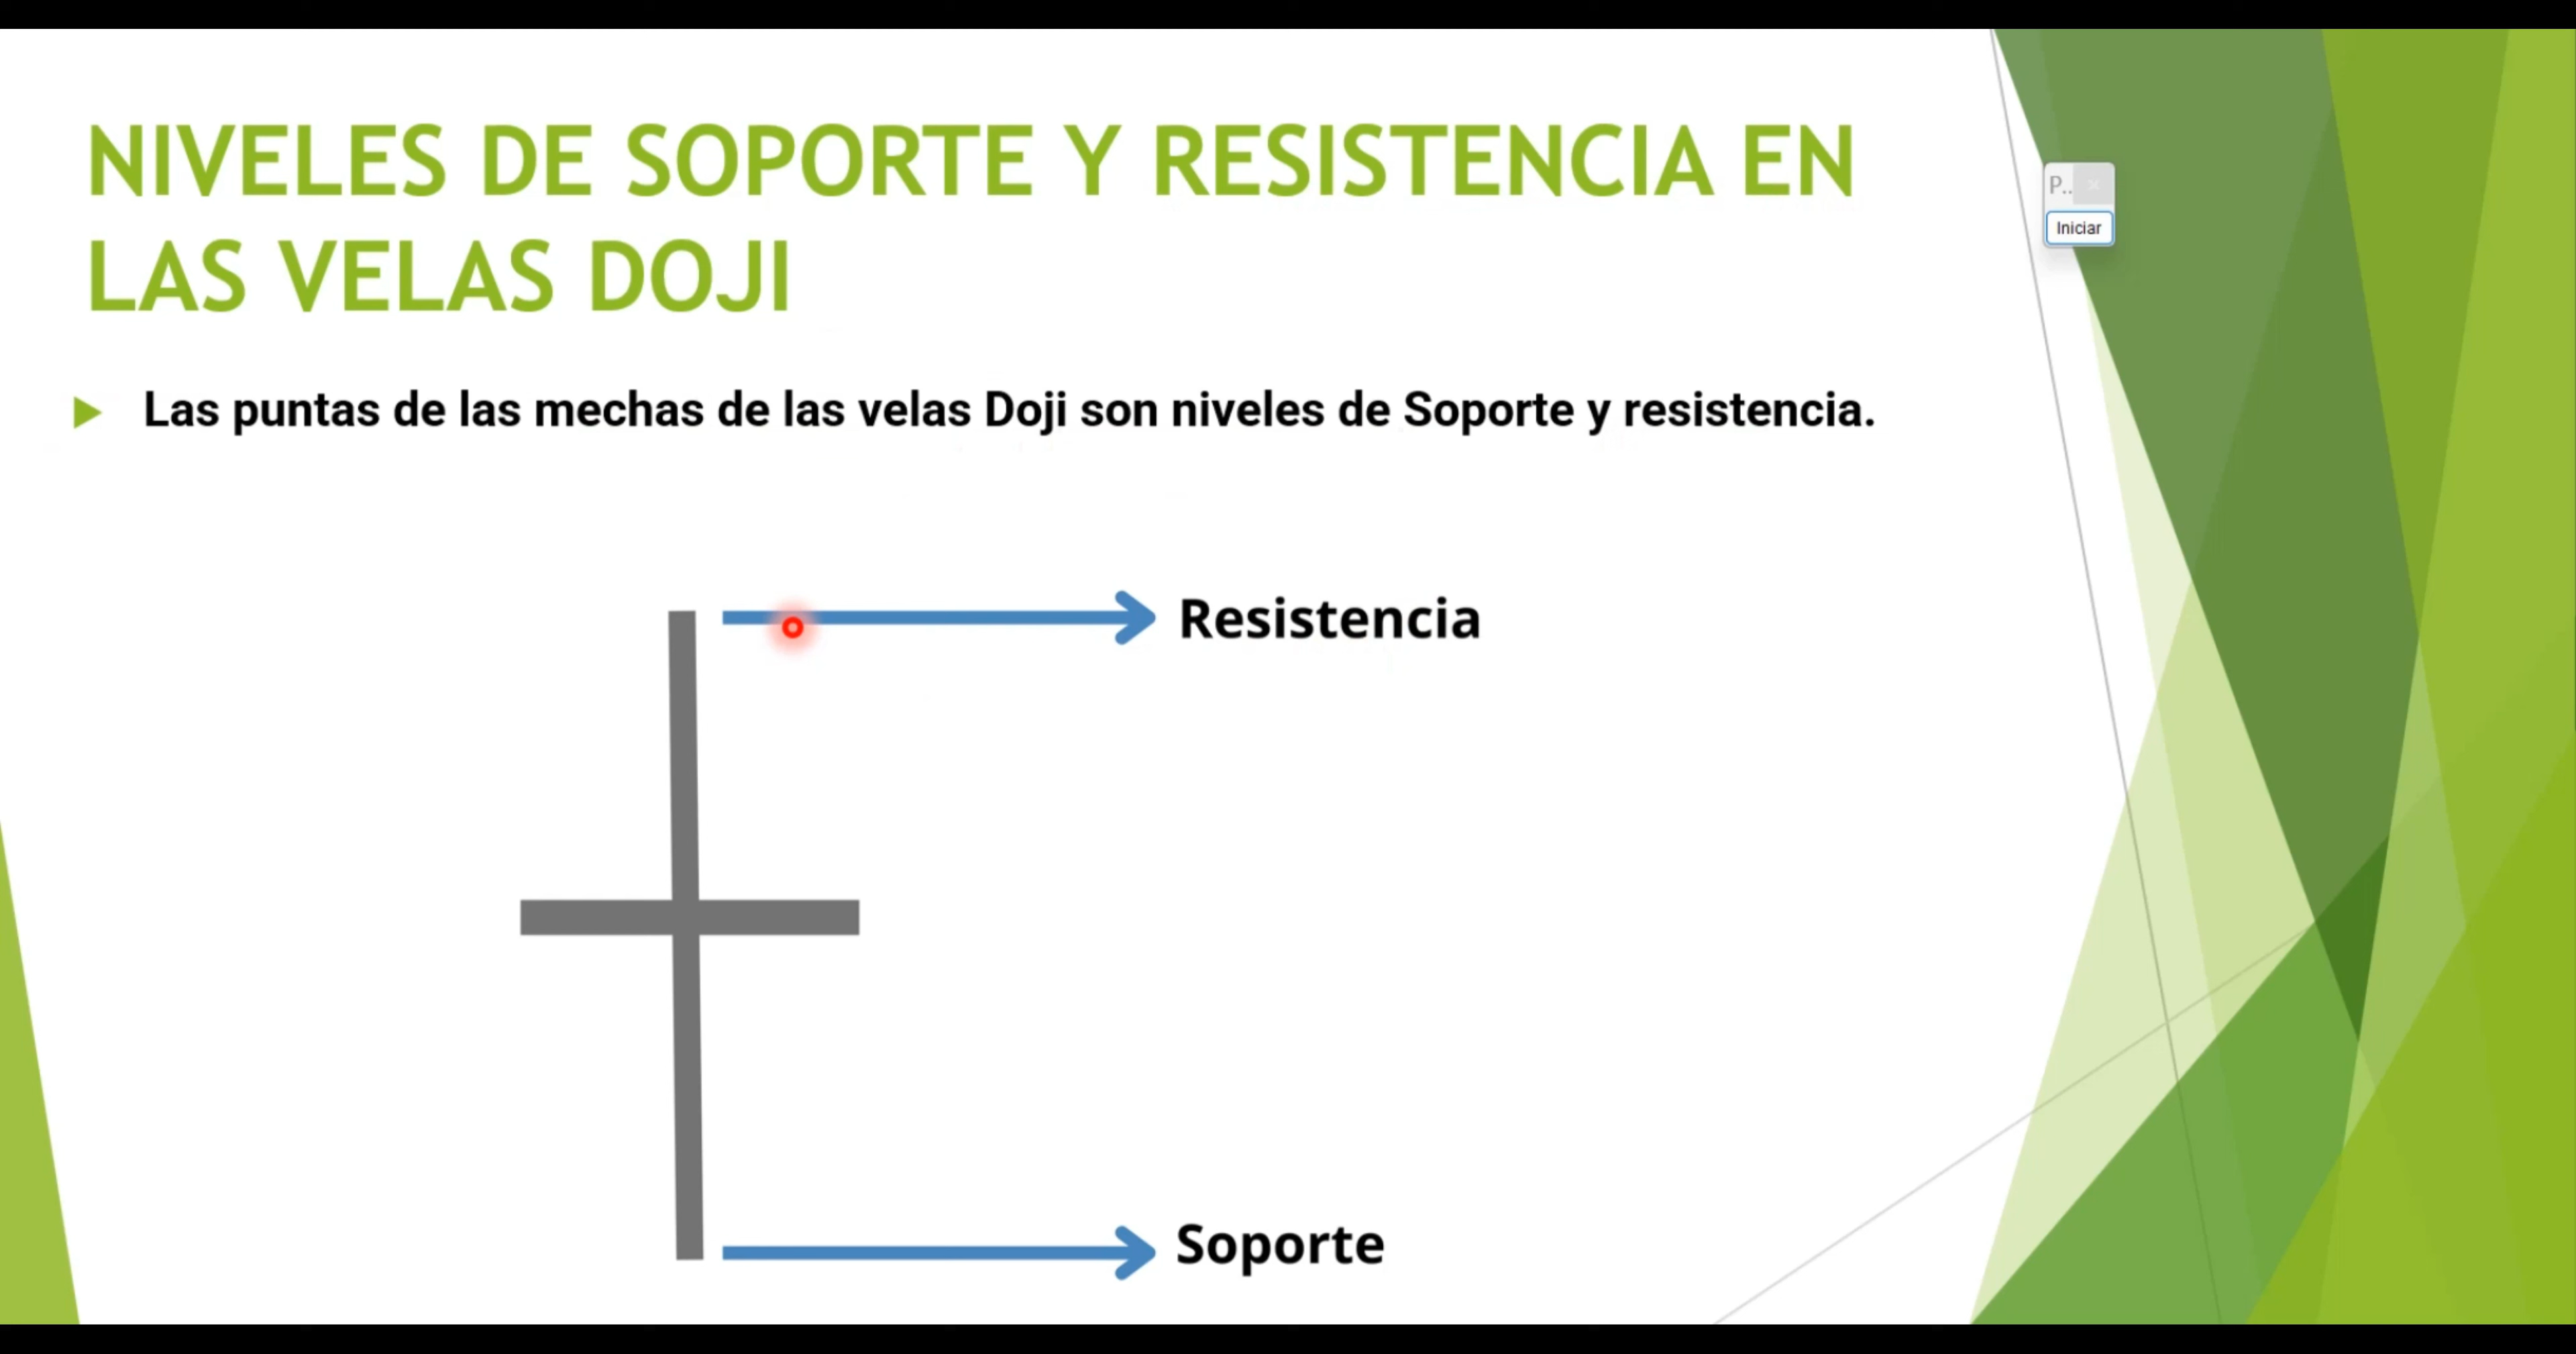 NIVELES DE SOPORTE Y RESISTENCIA EN
LAS VELAS DOJI
P..
Iniciar
Las puntas de las mechas de las velas Doji son niveles de Soporte y resistencia.
Resistencia
Soporte